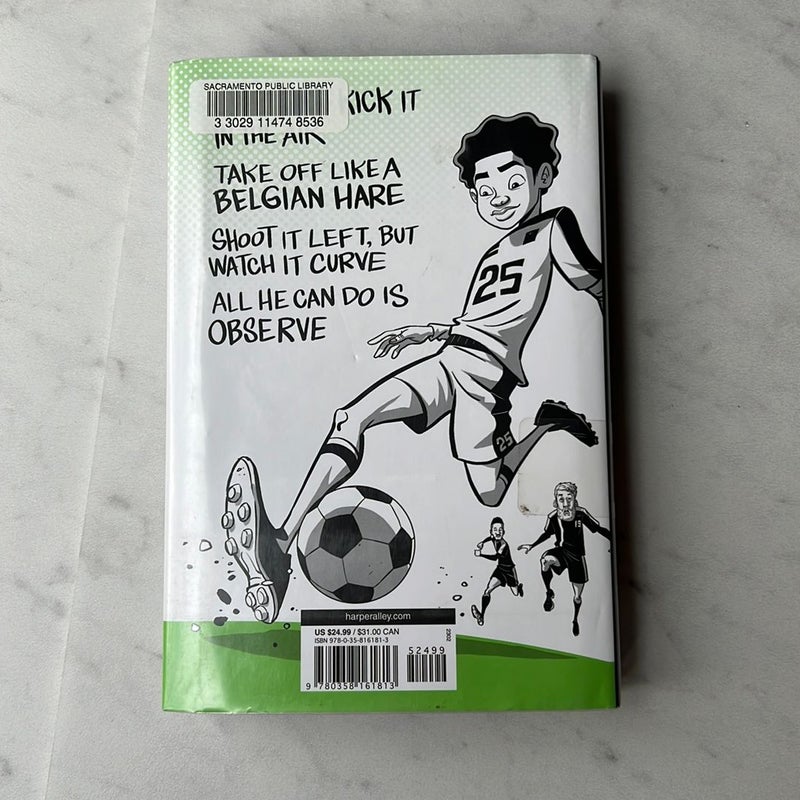 SACRAMENTO PUBLIC LIBRARY
3 3029 11474 8536
KICK IT
IN THE AIR
TAKE OFF LIKE A
BELGIAN HARE
SHOOT IT LEFT, BUT
WATCH IT CURVE
ALL HE CAN DO IS
OBSERVE
25
25
15
harperalley.com
US $24.99 / $31.00 CAN
ISBN 978-0-35-816181-3
2302
52499
9 780358 161813